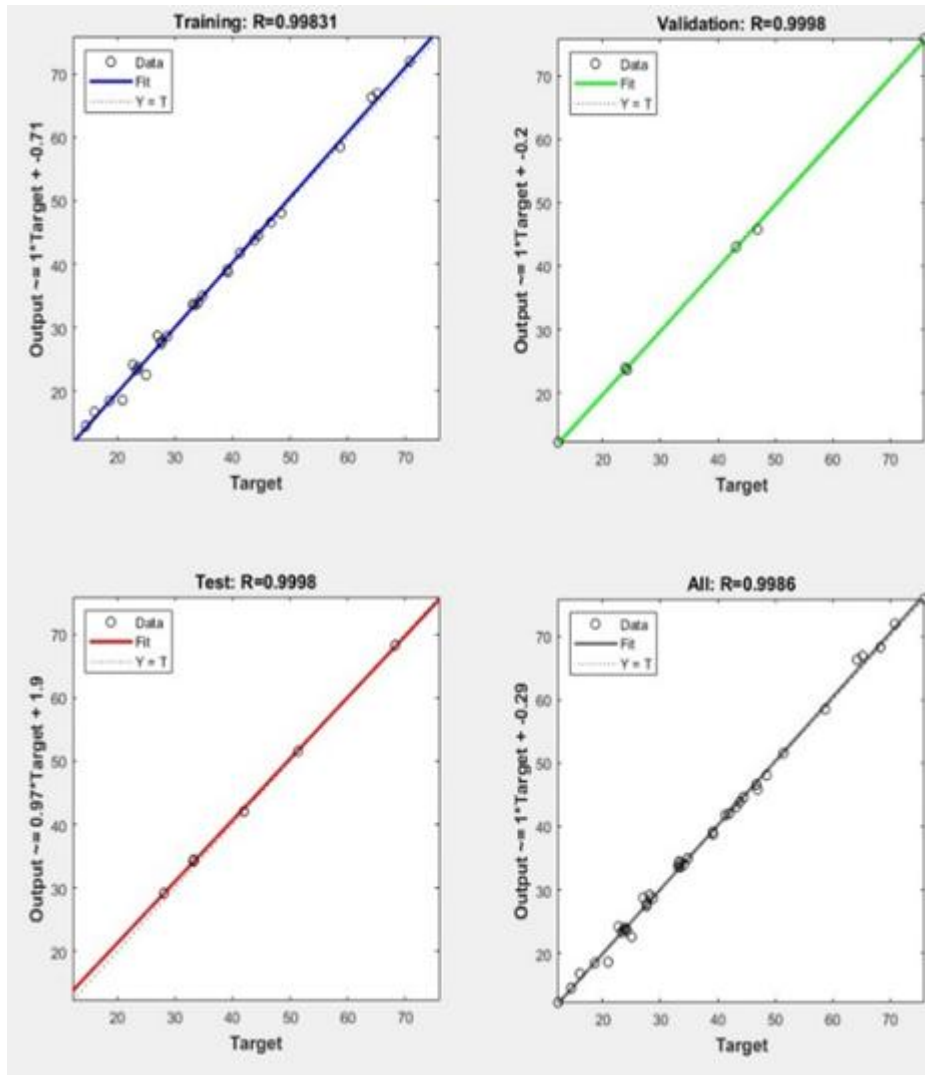 Training: R=0.99831
Data
Fit
Y = T
Output ~= 1*Target + -0.71
70
60
50
40
30
20
20 30 40 50 60 70
Target
Validation: R=0.9998
Data
Fit
Y = T
Output ~= 1*Target + -0.2
70
60
50
40
30
20
20 30 40 50 60 70
Target
Test: R=0.9998
Data
Fit
Y = T
Output ~= 0.97*Target + 1.9
70
60
50
40
30
20
20 30 40 50 60 70
Target
All: R=0.9986
Data
Fit
Y = T
Output ~= 1*Target + -0.29
70
60
50
40
30
20
20 30 40 50 60 70
Target